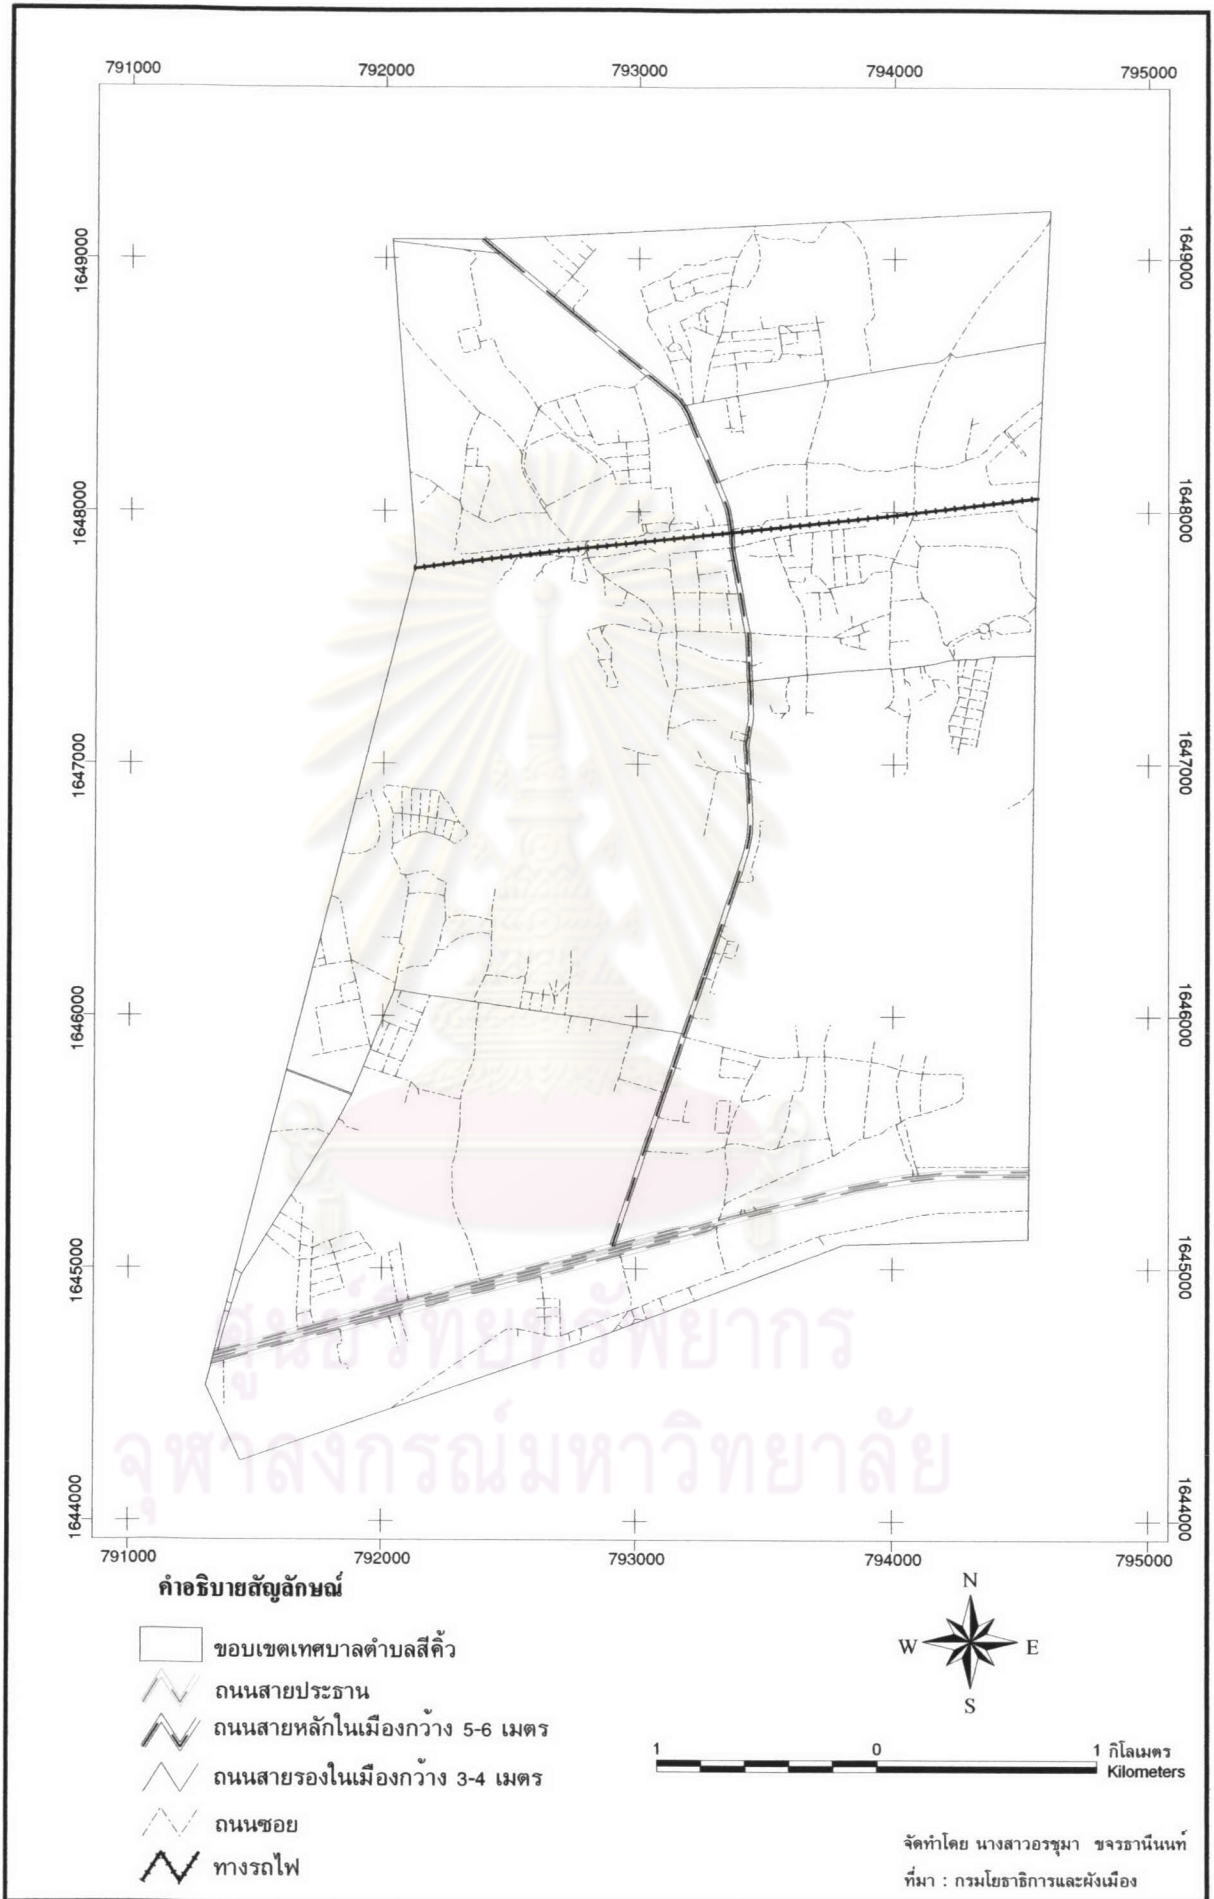 791000 792000 793000 794000 795000
1649000 1649000
1648000 1648000
1647000 1647000
1646000 1646000
1645000 1645000
ศูนย์วิทยทรัพยากร
จุฬาลงกรณ์มหาวิทยาลัย
1644000 1644000
791000 792000 793000 794000 795000
คำอธิบายสัญลักษณ์
ขอบเขตเทศบาลตำบลสีคิ้ว
ถนนสายประธาน
ถนนสายหลักในเมืองกว้าง 5-6 เมตร
ถนนสายรองในเมืองกว้าง 3-4 เมตร
ถนนซอย
ทางรถไฟ
N
W E
S
1 0 1 กิโลเมตร
Kilometers
จัดทำโดย นางสาวอรชุมา ขจรธานีนนท์
ที่มา : กรมโยธาธิการและผังเมือง